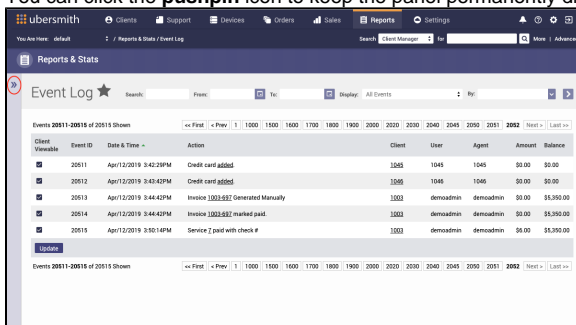 You can click the pushpin icon to keep the panel permanently
ubersmith Clients Support Devices Orders Sales Reports Settings
You Are Here: default / Reports & Stats / Event Log Search Client Manager for More | Advance
Reports & Stats
»
Event Log Search: From: To: Display: All Events By:
Events 20511-20515 of 20515 Shown << First < Prev 1 1000 1500 1600 1700 1800 1900 2000 2020 2030 2040 2045 2050 2051 2052 Next > Last >>
Client Viewable Event ID Date & Time Action Client User Agent Amount Balance
20511 Apr/12/2019 3:42:29PM Credit card added. 1045 1045 1045 $0.00 $0.00
20512 Apr/12/2019 3:43:42PM Credit card added. 1046 1046 1046 $0.00 $0.00
20513 Apr/12/2019 3:44:42PM Invoice 1003-697 Generated Manually 1003 demoadmin demoadmin $0.00 $5,350.00
20514 Apr/12/2019 3:44:42PM Invoice 1003-697 marked paid. 1003 demoadmin demoadmin $0.00 $5,350.00
20515 Apr/12/2019 3:50:14PM Service 7 paid with check # 1003 demoadmin demoadmin $6.00 $5,350.00
Update
Events 20511-20515 of 20515 Shown << First < Prev 1 1000 1500 1600 1700 1800 1900 2000 2020 2030 2040 2045 2050 2051 2052 Next > Last >>